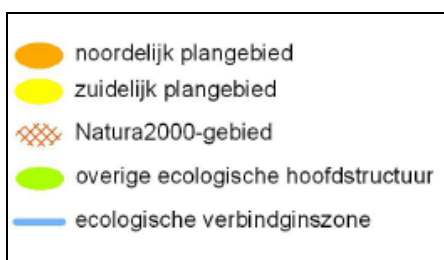 noordelijk plangebied
zuidelijk plangebied
Natura2000-gebied
overige ecologische hoofdstructuur
ecologische verbindginszone